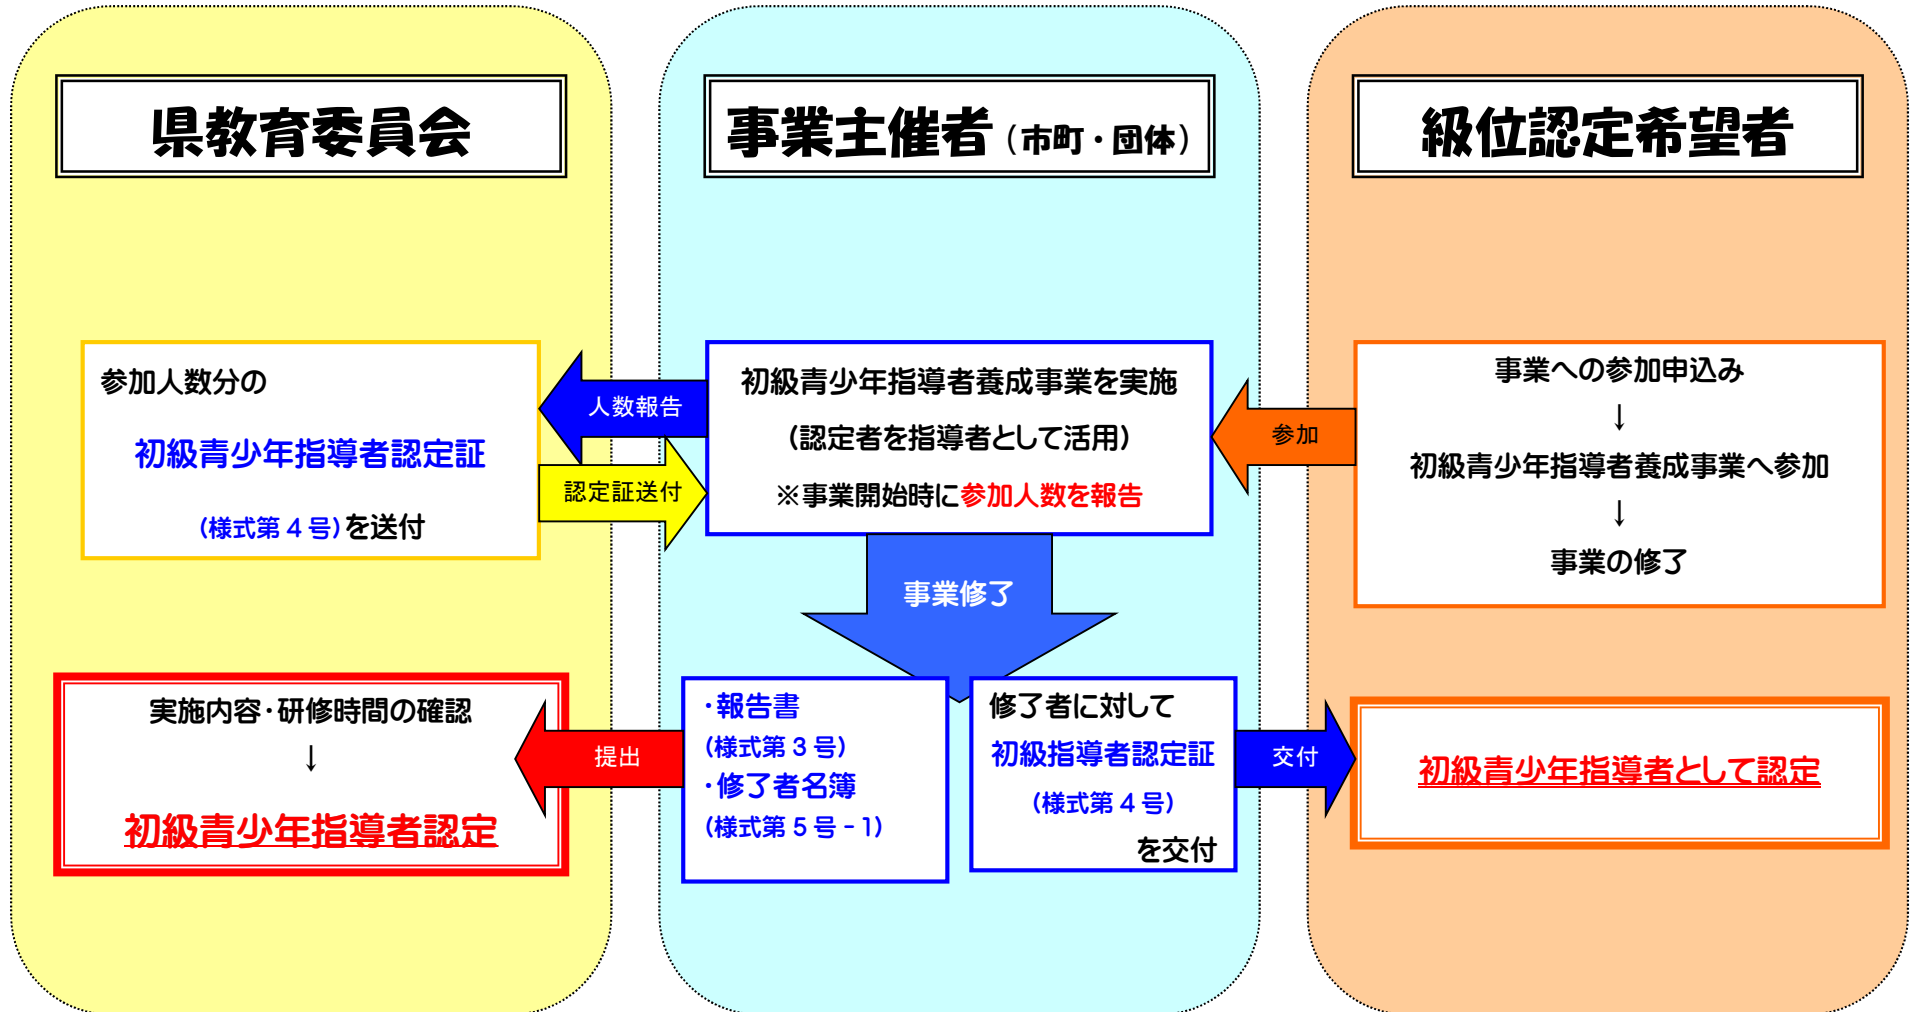 県教育委員会
事業主催者（市町・団体）
級位認定希望者
参加人数分の
初級青少年指導者認定証
（様式第４号）を送付
人数報告
認定証送付
初級青少年指導者養成事業を実施
（認定者を指導者として活用）
※事業開始時に参加人数を報告
参加
事業への参加申込み
↓
初級青少年指導者養成事業へ参加
↓
事業の修了
事業修了
実施内容・研修時間の確認
↓
初級青少年指導者認定
提出
・報告書
（様式第３号）
・修了者名簿
（様式第５号－１）
修了者に対して
初級指導者認定証
（様式第４号）
を交付
交付
初級青少年指導者として認定